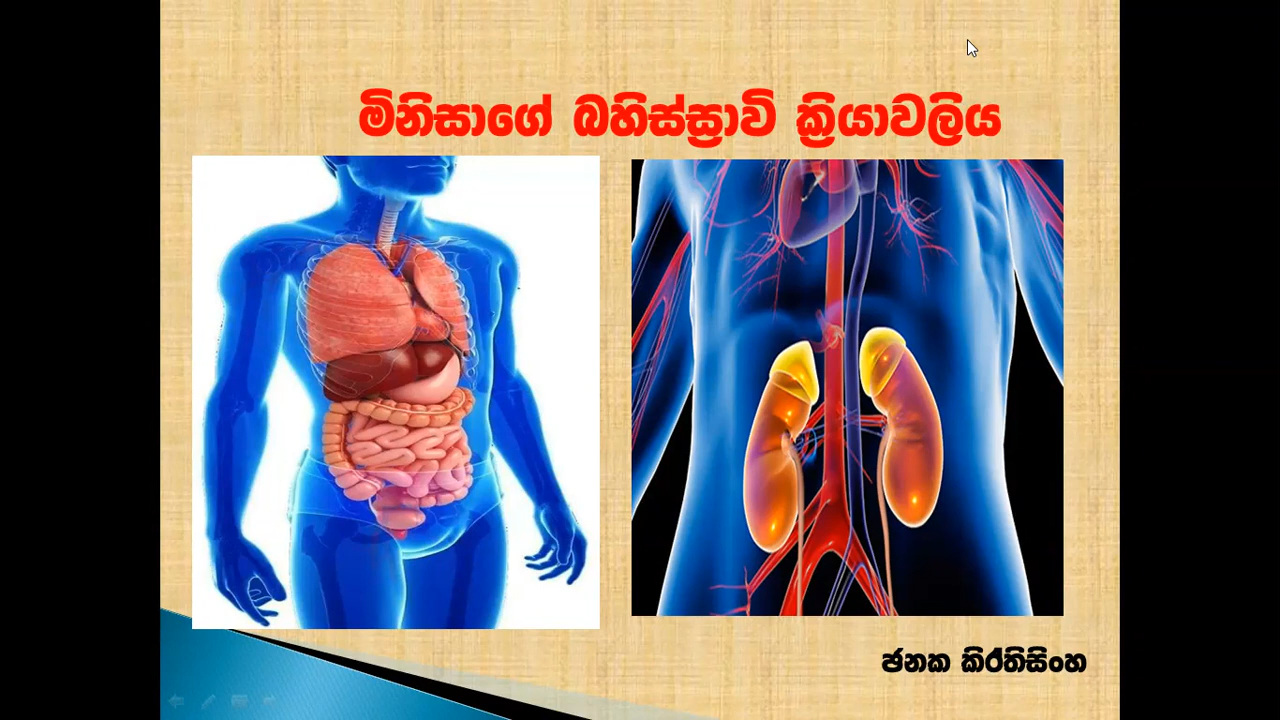 මිනිසාගේ බහිස්ස්‍රාවි ක්‍රියාවලිය
ජනක කිර්තිසිංහ